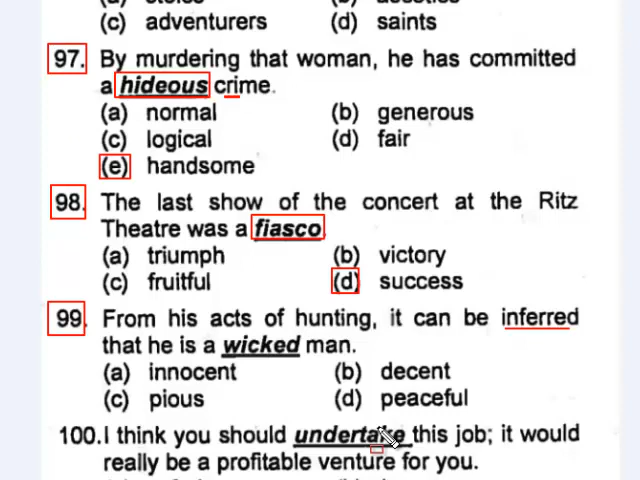 (c) adventurers (d) saints
97. By murdering that woman, he has committed
a hideous crime.
(a) normal (b) generous
(c) logical (d) fair
(e) handsome
98. The last show of the concert at the Ritz
Theatre was a fiasco.
(a) triumph (b) victory
(c) fruitful (d) success
99. From his acts of hunting, it can be inferred
that he is a wicked man.
(a) innocent (b) decent
(c) pious (d) peaceful
100. I think you should undertake this job; it would
really be a profitable venture for you.